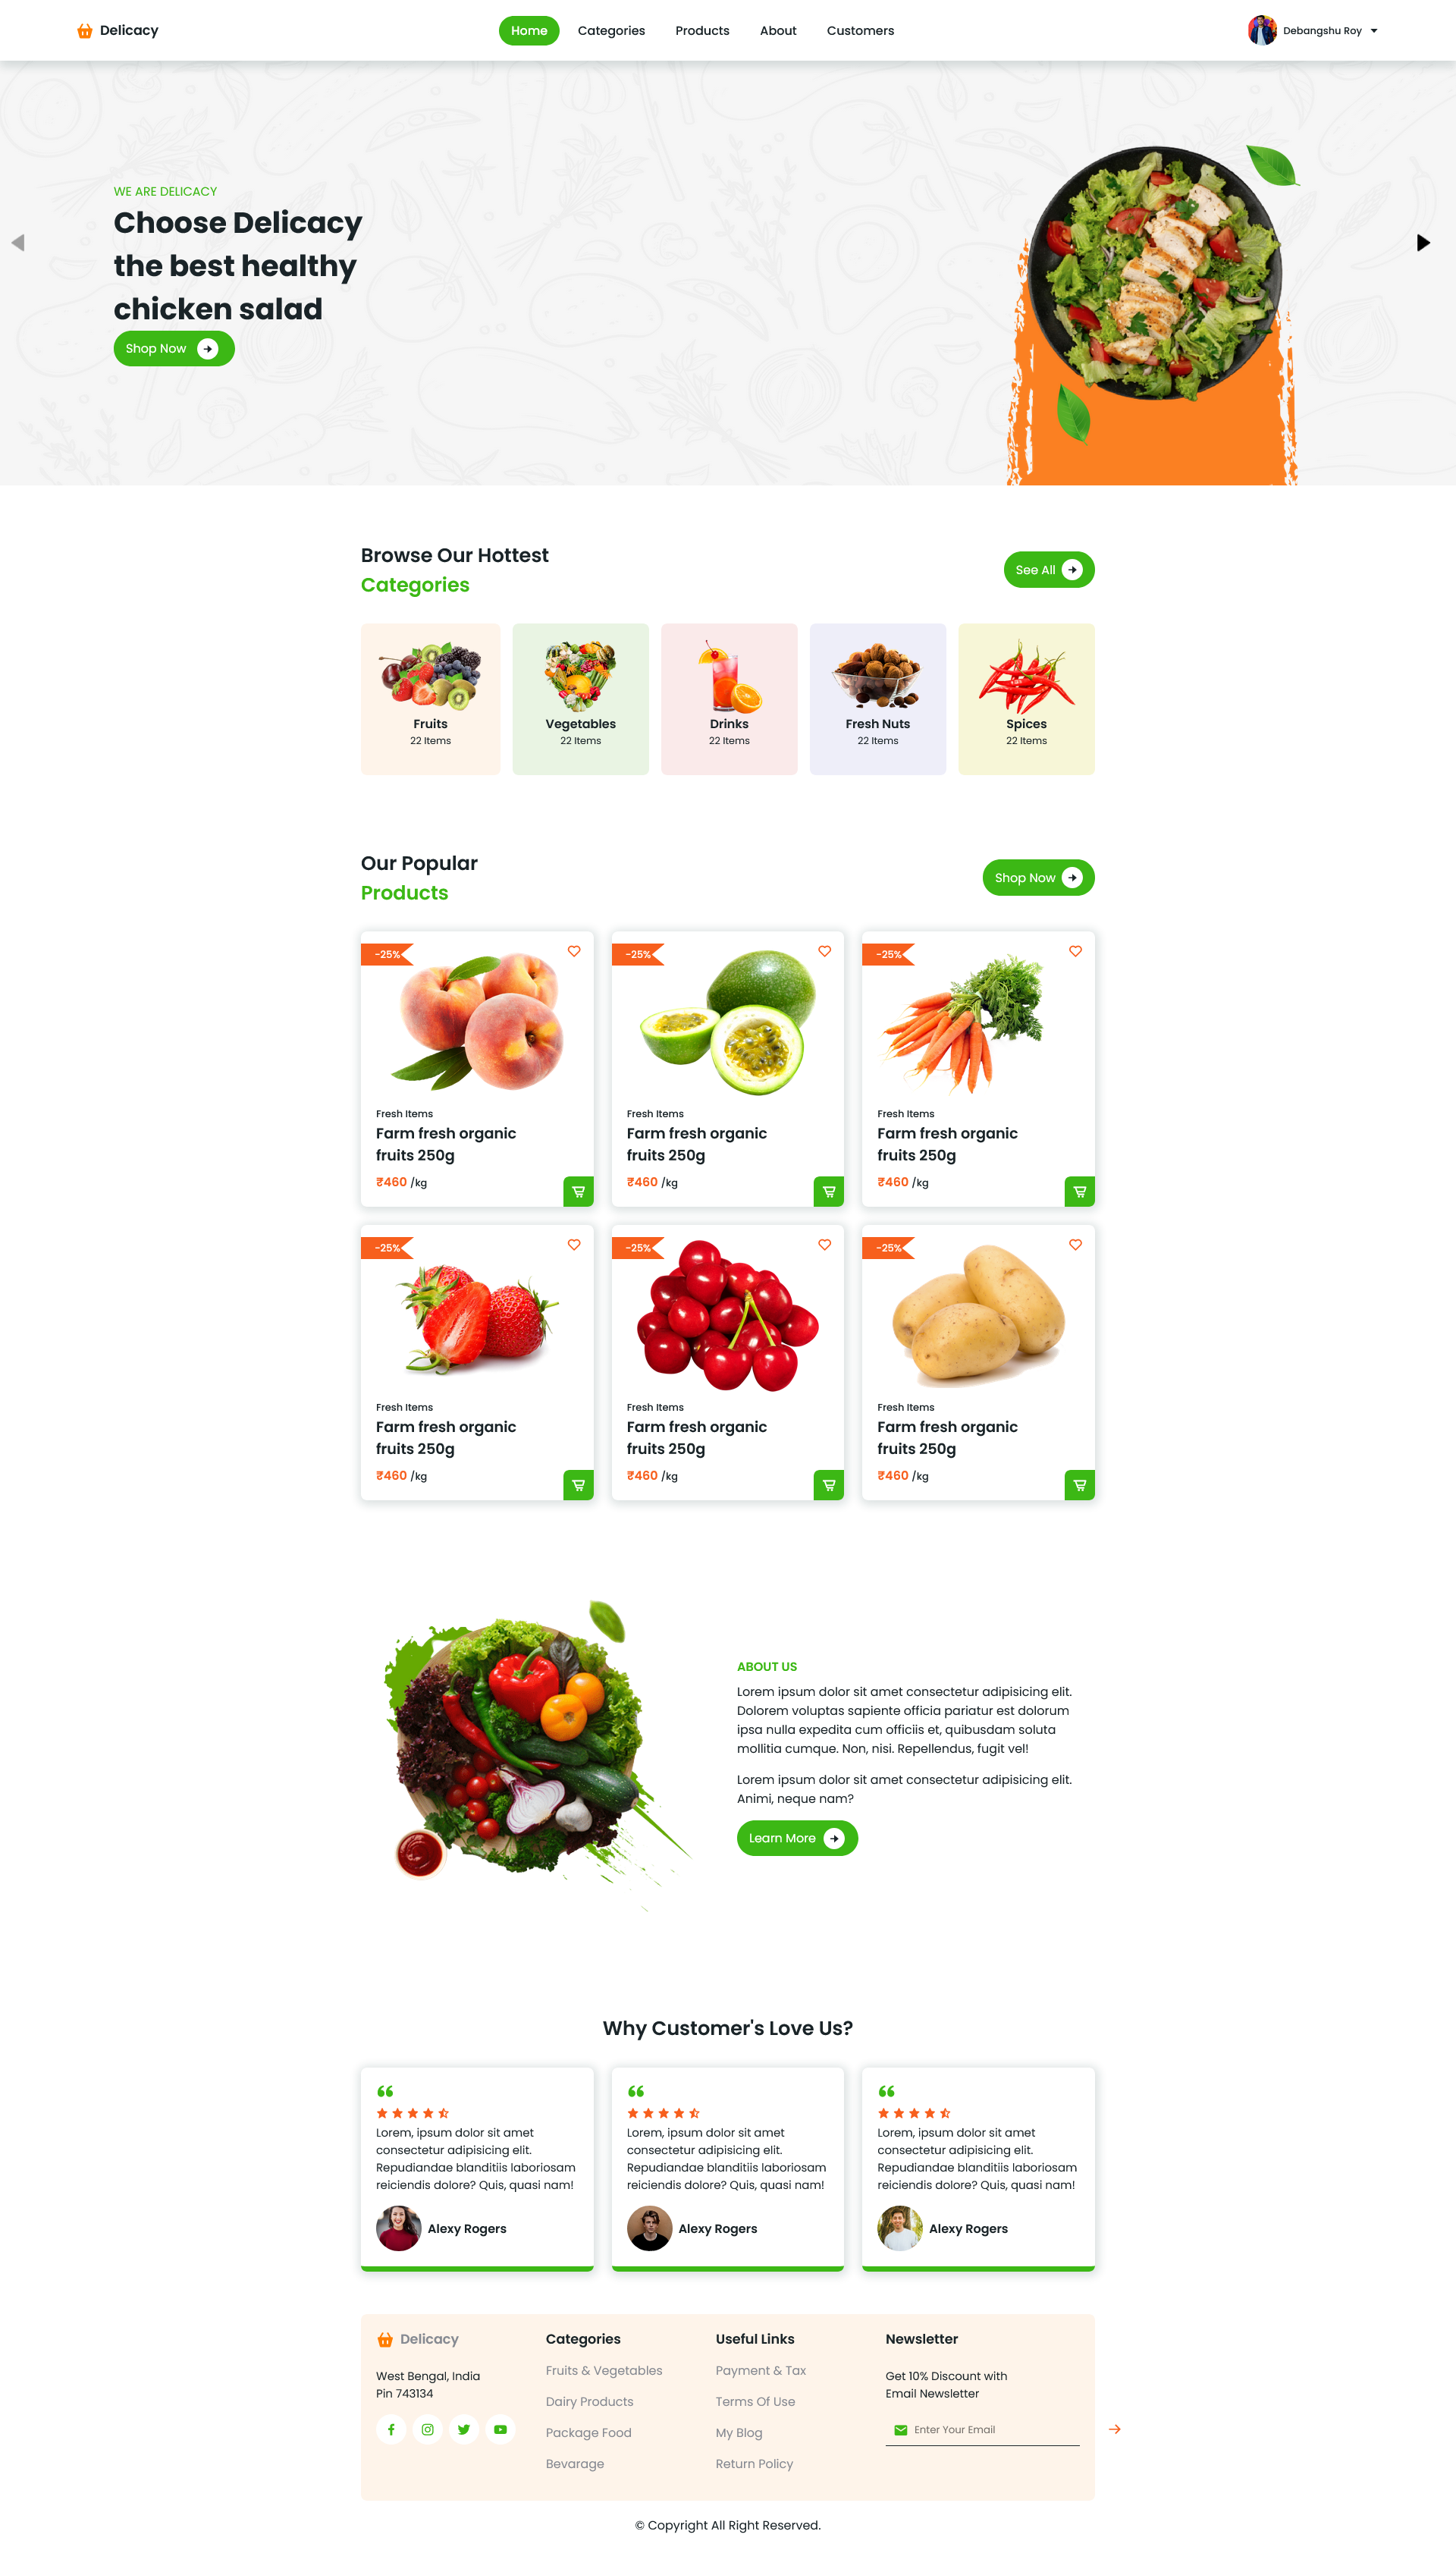 Delicacy
Home
Categories
Products
About
Customers
Debangshu Roy
WE ARE DELICACY
Choose Delicacy
the best healthy
chicken salad
Shop Now
Browse Our Hottest
Categories
See All
Fruits
22 Items
Vegetables
22 Items
Drinks
22 Items
Fresh Nuts
22 Items
Spices
22 Items
Our Popular
Products
Shop Now
-25%
Fresh Items
Farm fresh organic
fruits 250g
₹460 /kg
-25%
Fresh Items
Farm fresh organic
fruits 250g
₹460 /kg
-25%
Fresh Items
Farm fresh organic
fruits 250g
₹460 /kg
-25%
Fresh Items
Farm fresh organic
fruits 250g
₹460 /kg
-25%
Fresh Items
Farm fresh organic
fruits 250g
₹460 /kg
-25%
Fresh Items
Farm fresh organic
fruits 250g
₹460 /kg
ABOUT US
Lorem ipsum dolor sit amet consectetur adipisicing elit.
Dolorem voluptas sapiente officia pariatur est dolorum
ipsa nulla expedita cum officiis et, quibusdam soluta
mollitia cumque. Non, nisi. Repellendus, fugit vel!
Lorem ipsum dolor sit amet consectetur adipisicing elit.
Animi, neque nam?
Learn More
Why Customer's Love Us?
Lorem, ipsum dolor sit amet
consectetur adipisicing elit.
Repudiandae blanditiis laboriosam
reiciendis dolore? Quis, quasi nam!
Alexy Rogers
Lorem, ipsum dolor sit amet
consectetur adipisicing elit.
Repudiandae blanditiis laboriosam
reiciendis dolore? Quis, quasi nam!
Alexy Rogers
Lorem, ipsum dolor sit amet
consectetur adipisicing elit.
Repudiandae blanditiis laboriosam
reiciendis dolore? Quis, quasi nam!
Alexy Rogers
Delicacy
West Bengal, India
Pin 743134
Categories
Fruits & Vegetables
Dairy Products
Package Food
Bevarage
Useful Links
Payment & Tax
Terms Of Use
My Blog
Return Policy
Newsletter
Get 10% Discount with
Email Newsletter
Enter Your Email
© Copyright All Right Reserved.